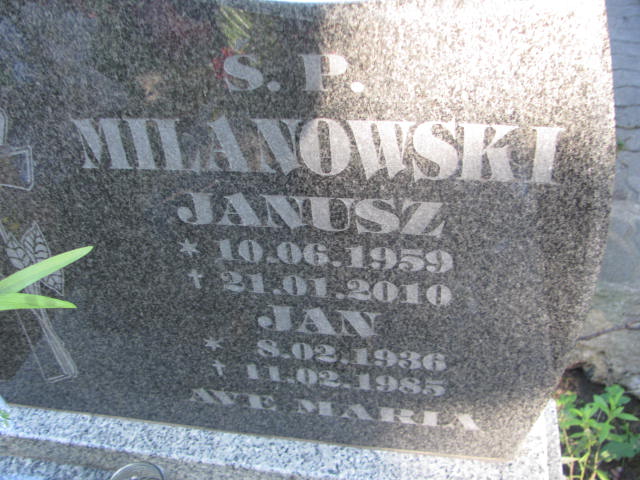 Ś. P.
MILANOWSKI
JANUSZ
* 10.06.1959
† 21.01.2010
JAN
* 8.02.1936
† 11.02.1985
AVE MARIA